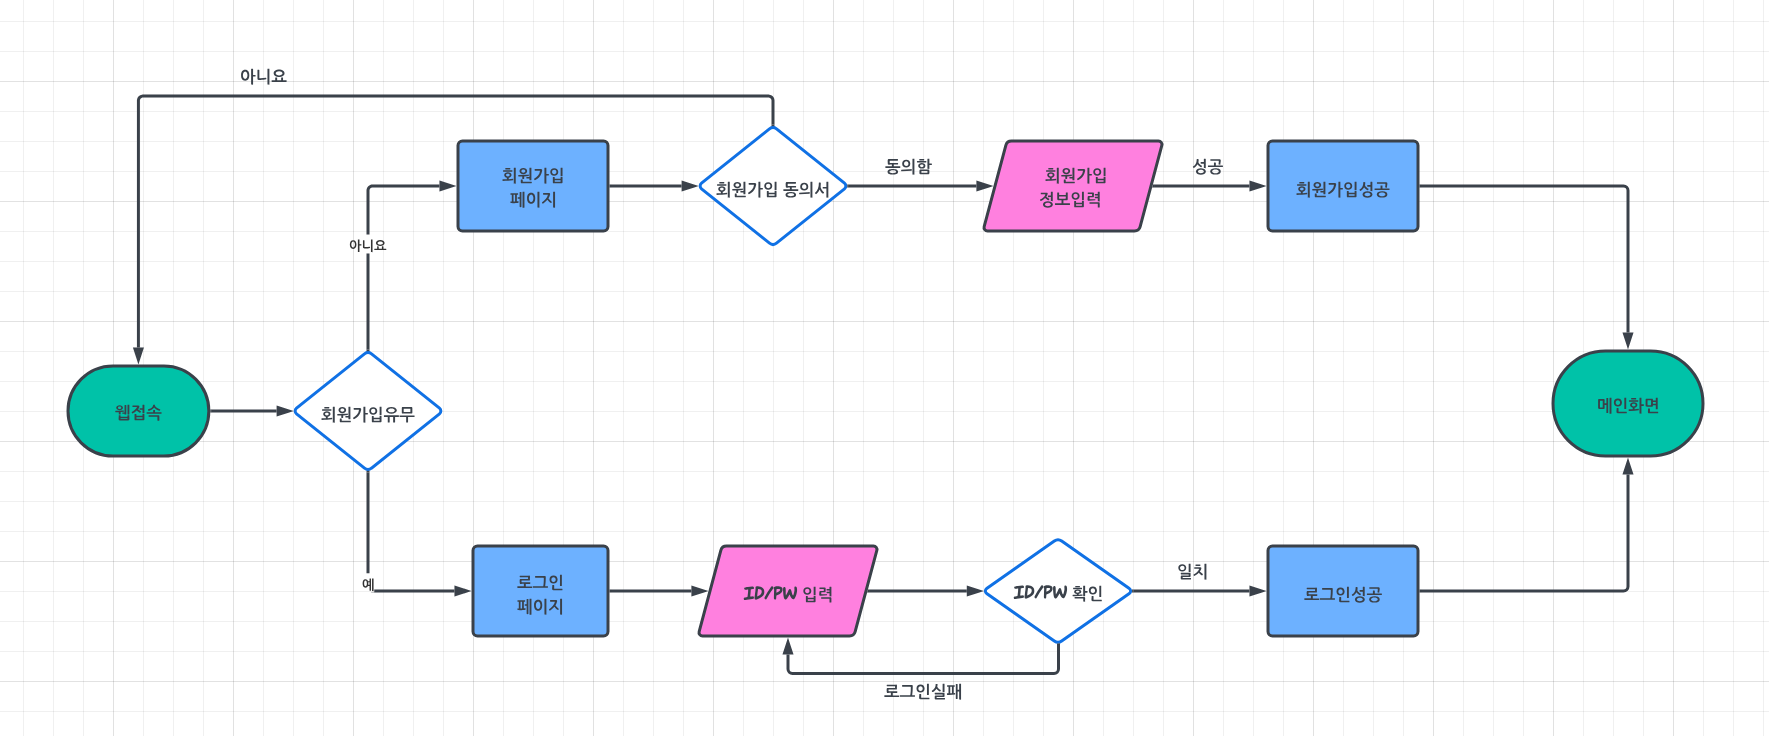 아니요
회원가입
페이지
회원가입 동의서
동의함
회원가입
정보입력
성공
회원가입성공
아니요
웹접속
회원가입유무
메인화면
예
로그인
페이지
ID/PW 입력
ID/PW 확인
일치
로그인성공
로그인실패